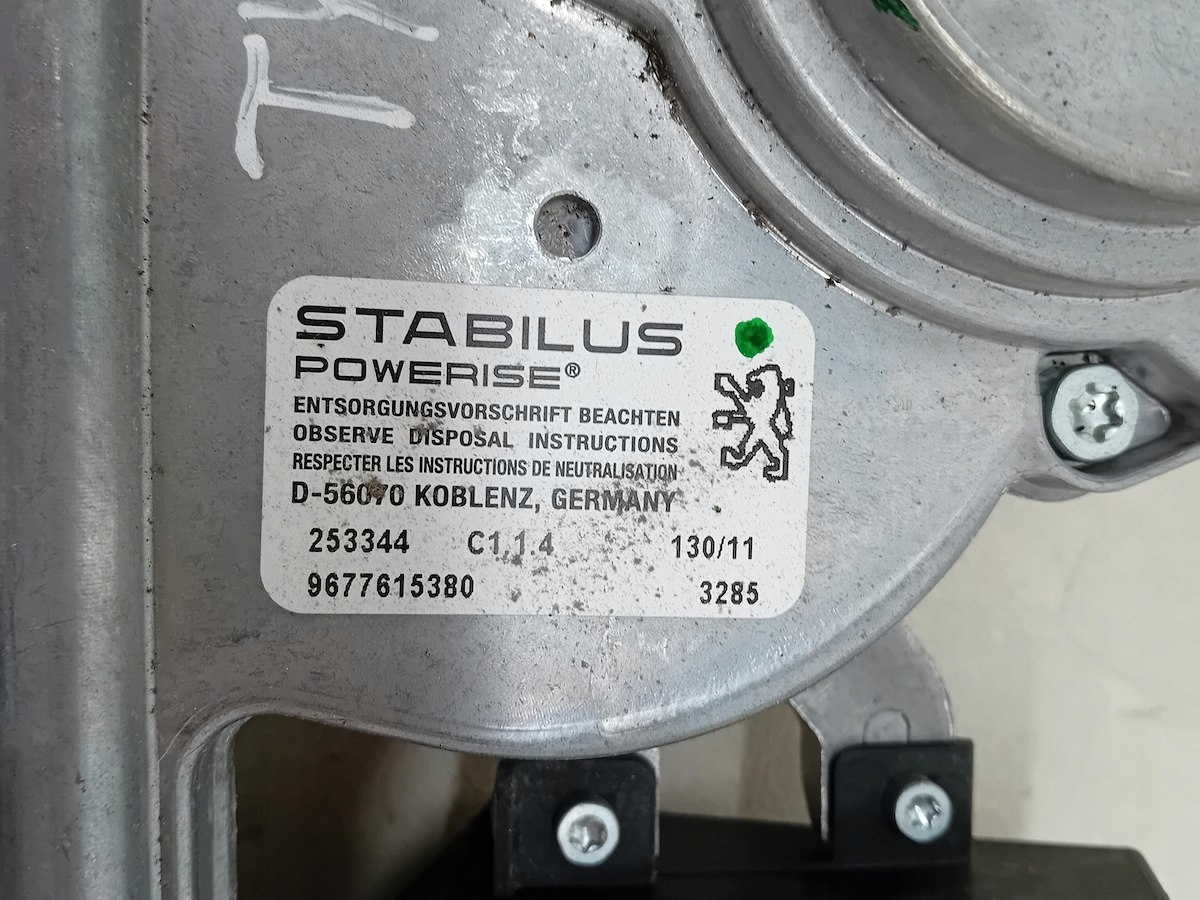 TY
T
STABILUS
POWERISE®
ENTSORGUNGSVORSCHRIFT BEACHTEN
OBSERVE DISPOSAL INSTRUCTIONS
RESPECTER LES INSTRUCTIONS DE NEUTRALISATION
D-56070 KOBLENZ, GERMANY
253344 C1.1.4 130/11
9677615380 3285